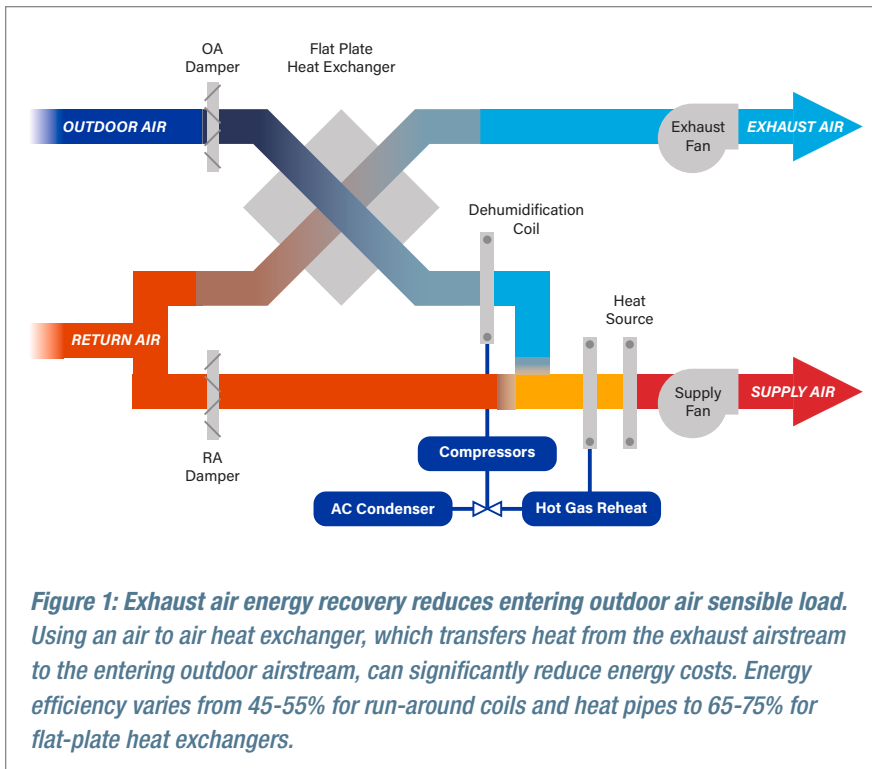 OA
Damper
Flat Plate
Heat Exchanger
OUTDOOR AIR
Exhaust
Fan
EXHAUST AIR
Dehumidification
Coil
Heat
Source
RETURN AIR
Supply
Fan
SUPPLY AIR
RA
Damper
Compressors
AC Condenser
Hot Gas Reheat
Figure 1: Exhaust air energy recovery reduces entering outdoor air sensible load.
Using an air to air heat exchanger, which transfers heat from the exhaust airstream
to the entering outdoor airstream, can significantly reduce energy costs. Energy
efficiency varies from 45-55% for run-around coils and heat pipes to 65-75% for
flat-plate heat exchangers.